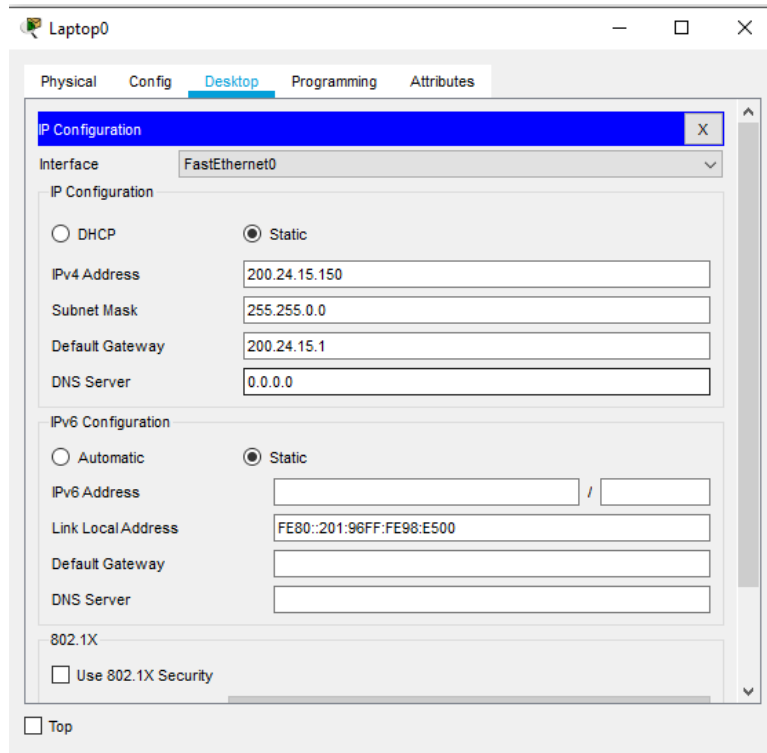 Laptop0
Physical Config Desktop Programming Attributes
IP Configuration X
Interface FastEthernet0
IP Configuration
DHCP Static
IPv4 Address 200.24.15.150
Subnet Mask 255.255.0.0
Default Gateway 200.24.15.1
DNS Server 0.0.0.0
IPv6 Configuration
Automatic Static
IPv6 Address /
Link Local Address FE80::201:96FF:FE98:E500
Default Gateway
DNS Server
802.1X
Use 802.1X Security
Top